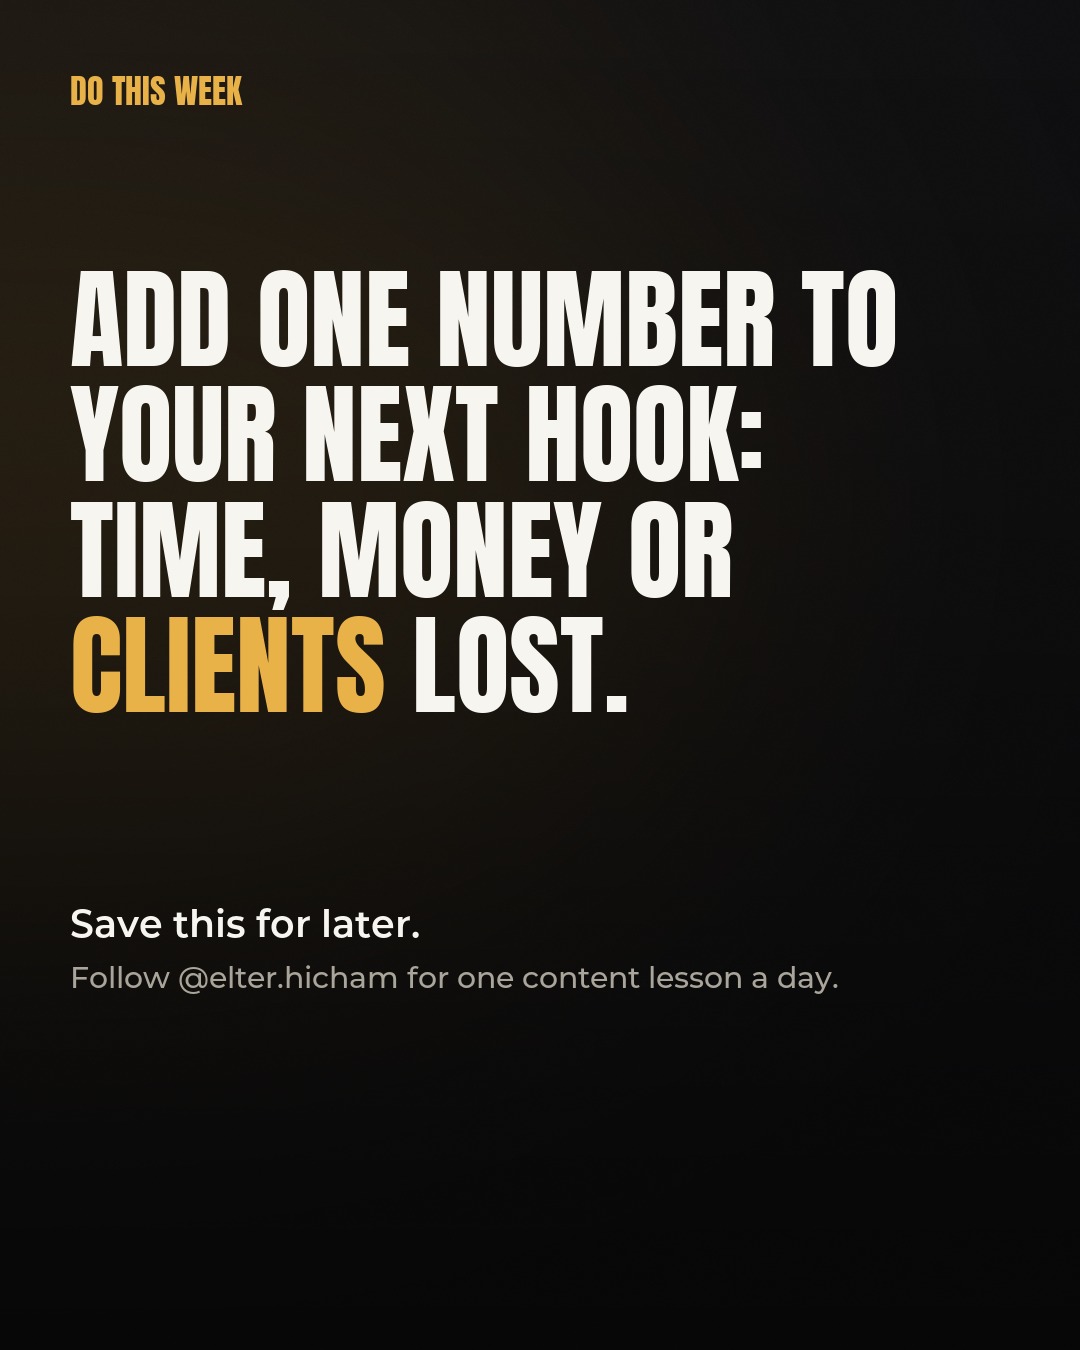 DO THIS WEEK
ADD ONE NUMBER TO
YOUR NEXT HOOK:
TIME, MONEY OR
CLIENTS LOST.
Save this for later.
Follow @elter.hicham for one content lesson a day.